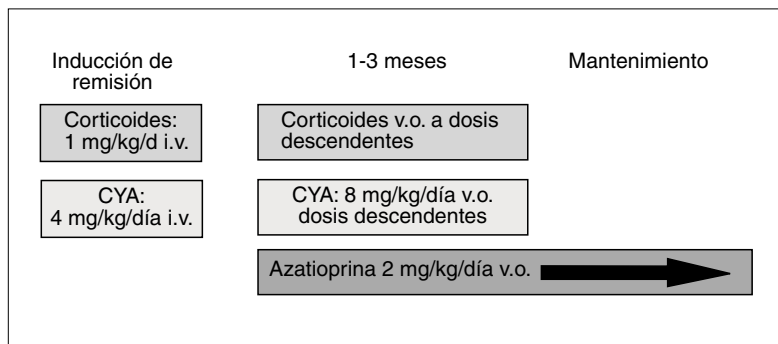 Inducción de
remisión
1-3 meses
Mantenimiento
Corticoides:
1 mg/kg/d i.v.
Corticoides v.o. a dosis
descendentes
CYA:
4 mg/kg/día i.v.
CYA: 8 mg/kg/día v.o.
dosis descendentes
Azatioprina 2 mg/kg/día v.o.